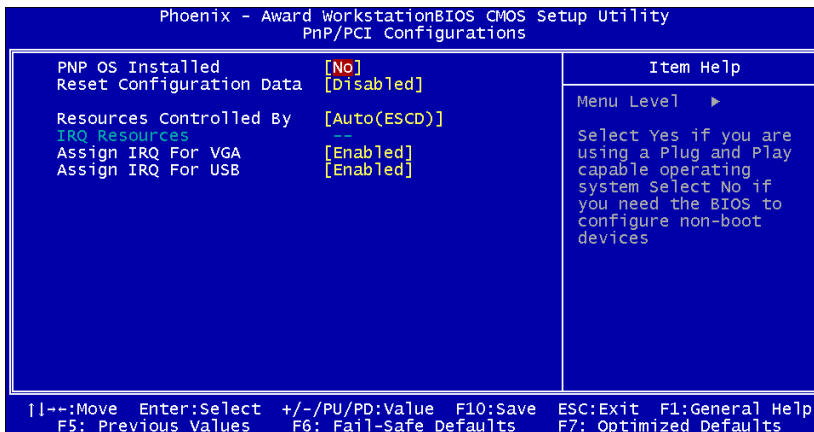 Phoenix - Award WorkstationBIOS CMOS Setup Utility
PnP/PCI Configurations
PNP OS Installed [No]
Reset Configuration Data [Disabled]
Resources Controlled By [Auto(ESCD)]
IRQ Resources --
Assign IRQ For VGA [Enabled]
Assign IRQ For USB [Enabled]
Item Help
Menu Level ►
Select Yes if you are
using a Plug and Play
capable operating
system Select No if
you need the BIOS to
configure non-boot
devices
↑↓→←:Move Enter:Select +/-/PU/PD:Value F10:Save ESC:Exit F1:General Help
F5: Previous Values F6: Fail-Safe Defaults F7: Optimized Defaults